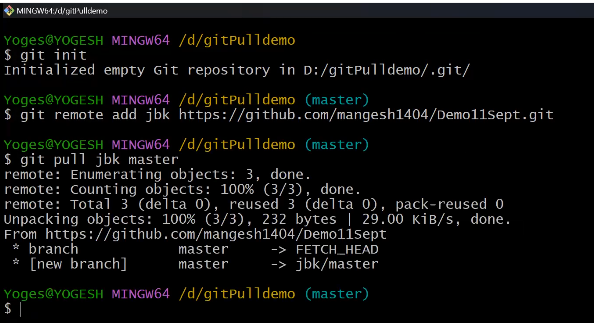 MINGW64:/d/gitPulldemo
Yoges@YOGESH MINGW64 /d/gitPulldemo
$ git init
Initialized empty Git repository in D:/gitPulldemo/.git/
Yoges@YOGESH MINGW64 /d/gitPulldemo (master)
$ git remote add jbk https://github.com/mangesh1404/Demo11Sept.git
Yoges@YOGESH MINGW64 /d/gitPulldemo (master)
$ git pull jbk master
remote: Enumerating objects: 3, done.
remote: Counting objects: 100% (3/3), done.
remote: Total 3 (delta 0), reused 3 (delta 0), pack-reused 0
Unpacking objects: 100% (3/3), 232 bytes | 29.00 KiB/s, done.
From https://github.com/mangesh1404/Demo11Sept
 * branch            master     -> FETCH_HEAD
 * [new branch]      master     -> jbk/master
Yoges@YOGESH MINGW64 /d/gitPulldemo (master)
$